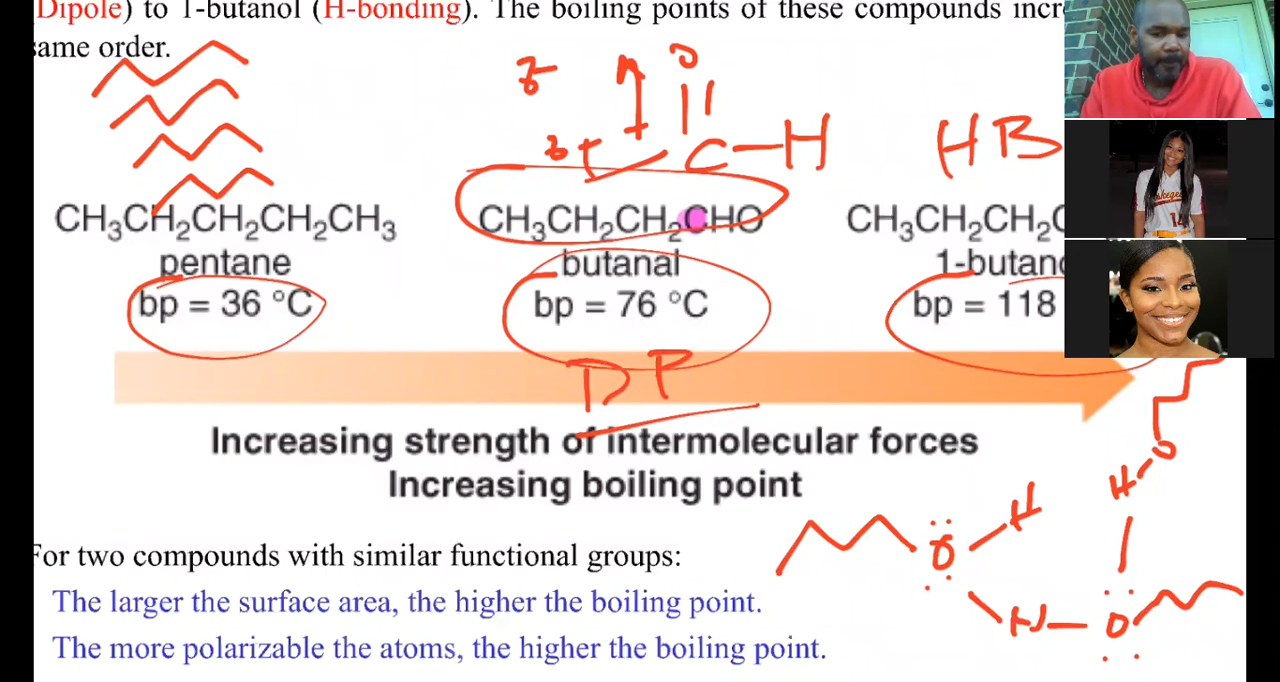 Dipole) to 1-butanol (H-bonding). The boiling points of these compounds incr
same order.
δ- O
δ+ C-H
HB
CH₃CH₂CH₂CH₂CH₃ CH₃CH₂CH₂CHO CH₃CH₂CH₂C
pentane butanal 1-butano
bp = 36 °C bp = 76 °C bp = 118
DP
Increasing strength of intermolecular forces
Increasing boiling point
O
H
H
For two compounds with similar functional groups:
O
The larger the surface area, the higher the boiling point.
H-O
The more polarizable the atoms, the higher the boiling point.